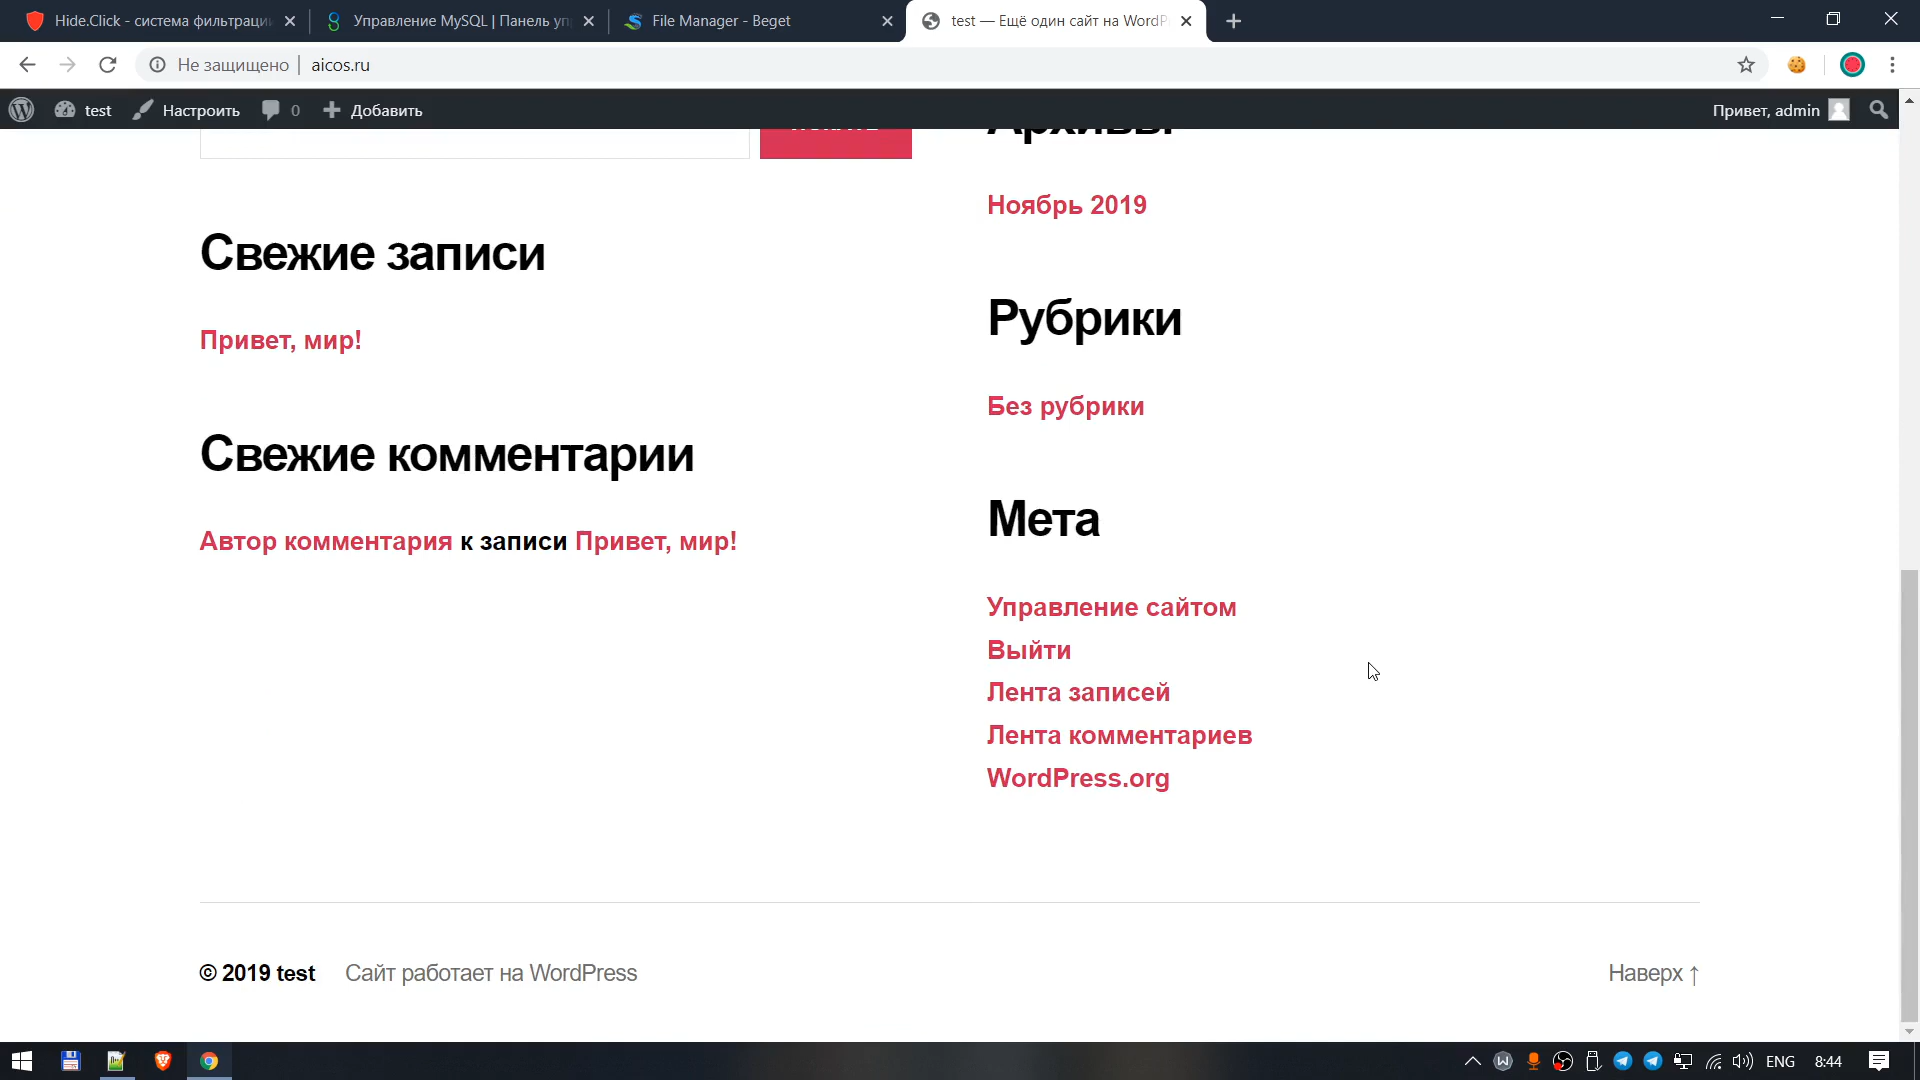 Hide.Click - система фильтраци
Управление MySQL | Панель уп
File Manager - Beget
test — Ещё один сайт на WordP
Не защищено | aicos.ru
test
Настроить
0
Добавить
Привет, admin
Архивы
Ноябрь 2019
Свежие записи
Привет, мир!
Рубрики
Без рубрики
Свежие комментарии
Автор комментария к записи Привет, мир!
Мета
Управление сайтом
Выйти
Лента записей
Лента комментариев
WordPress.org
© 2019 test
Сайт работает на WordPress
Наверх ↑
ENG
8:44